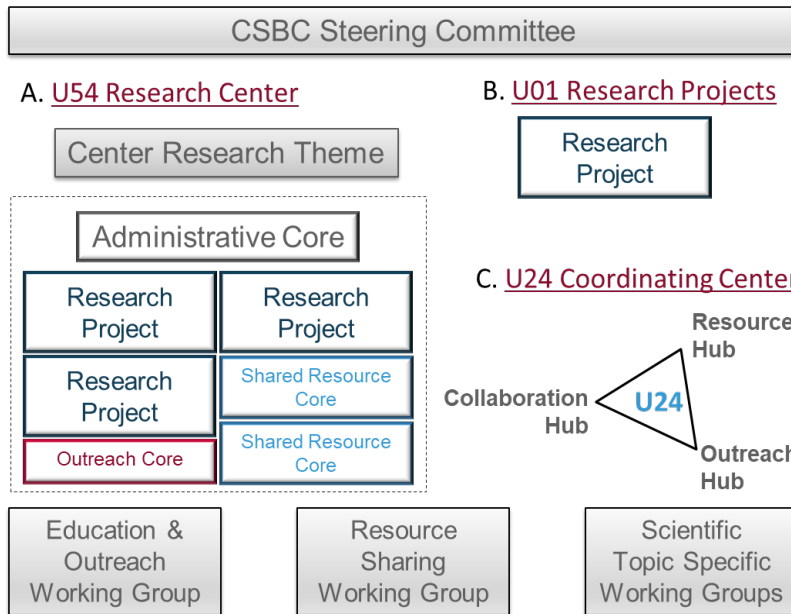 CSBC Steering Committee
A. U54 Research Center
Center Research Theme
Administrative Core
Research
Project
Research
Project
Research
Project
Shared Resource
Core
Outreach Core
Shared Resource
Core
B. U01 Research Projects
Research
Project
C. U24 Coordinating Center
Resource
Hub
Collaboration
Hub
U24
Outreach
Hub
Education &
Outreach
Working Group
Resource
Sharing
Working Group
Scientific
Topic Specific
Working Groups